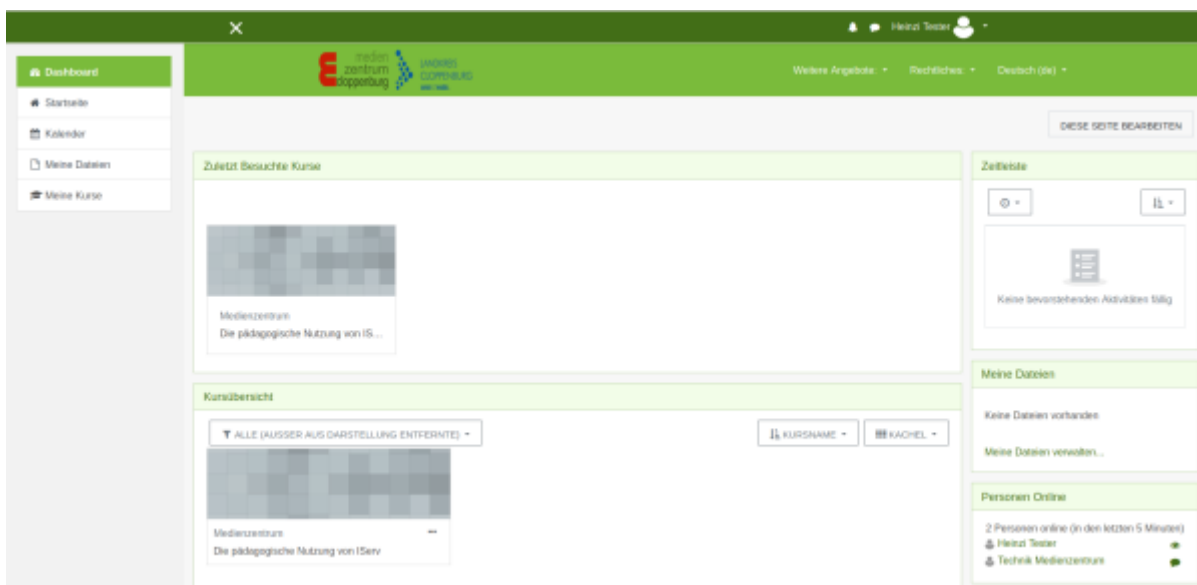 Heinzi Tester
Dashboard
Startseite
Kalender
Meine Dateien
Meine Kurse
medien
zentrum
cloppenburg
LANDKREIS
CLOPPENBURG
Weitere Angebote:
Rechtliches:
Deutsch (de)
DIESE SEITE BEARBEITEN
Zuletzt Besuchte Kurse
Medienzentrum
Die pädagogische Nutzung von IS...
Kursübersicht
ALLE (AUSSER AUS DARSTELLUNG ENTFERNTE)
KURSNAME
KACHEL
Medienzentrum
Die pädagogische Nutzung von IServ
Zeitleiste
Keine bevorstehenden Aktivitäten fällig
Meine Dateien
Keine Dateien vorhanden
Meine Dateien verwalten...
Personen Online
2 Personen online (in den letzten 5 Minuten)
Heinzi Tester
Technik Medienzentrum